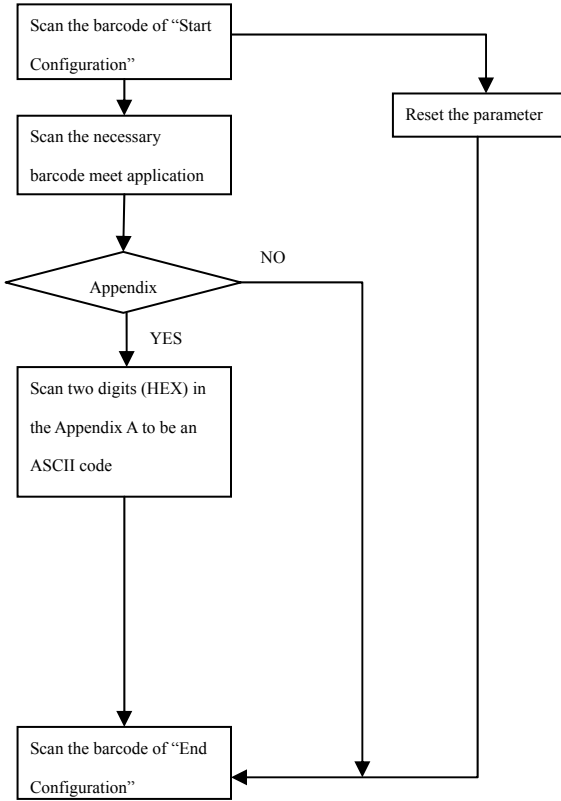 Scan the barcode of “Start
Configuration”
Reset the parameter
Scan the necessary
barcode meet application
NO
Appendix
YES
Scan two digits (HEX) in
the Appendix A to be an
ASCII code
Scan the barcode of “End
Configuration”